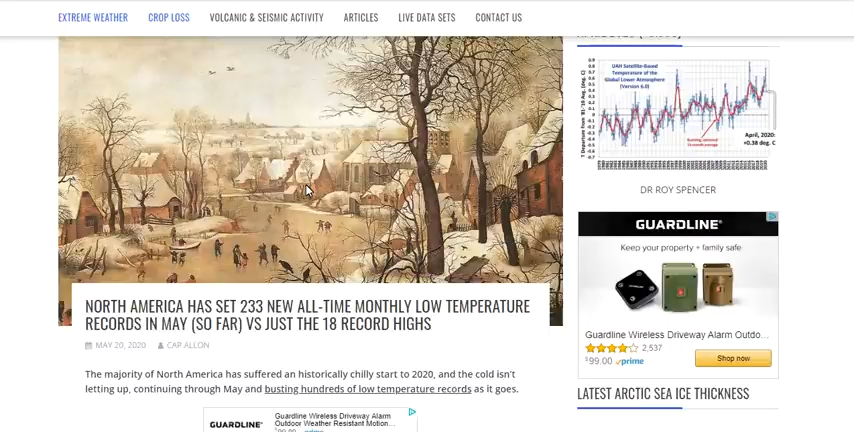 EXTREME WEATHER
CROP LOSS
VOLCANIC & SEISMIC ACTIVITY
ARTICLES
LIVE DATA SETS
CONTACT US
NORTH AMERICA HAS SET 233 NEW ALL-TIME MONTHLY LOW TEMPERATURE
RECORDS IN MAY (SO FAR) VS JUST THE 18 RECORD HIGHS
MAY 20, 2020
CAP ALLON
The majority of North America has suffered an historically chilly start to 2020, and the cold isn't
letting up, continuing through May and busting hundreds of low temperature records as it goes.
GUARDLINE
Guardline Wireless Driveway Alarm
Outdoor Weather Resistant Motion...
UAH Satellite-Based
Temperature of the
Global Lower Atmosphere
(Version 6.0)
April, 2020:
+0.38 deg. C
DR ROY SPENCER
GUARDLINE®
Keep your property + family safe
Guardline Wireless Driveway Alarm Outdo...
2,537
$99.00 prime
Shop now
LATEST ARCTIC SEA ICE THICKNESS